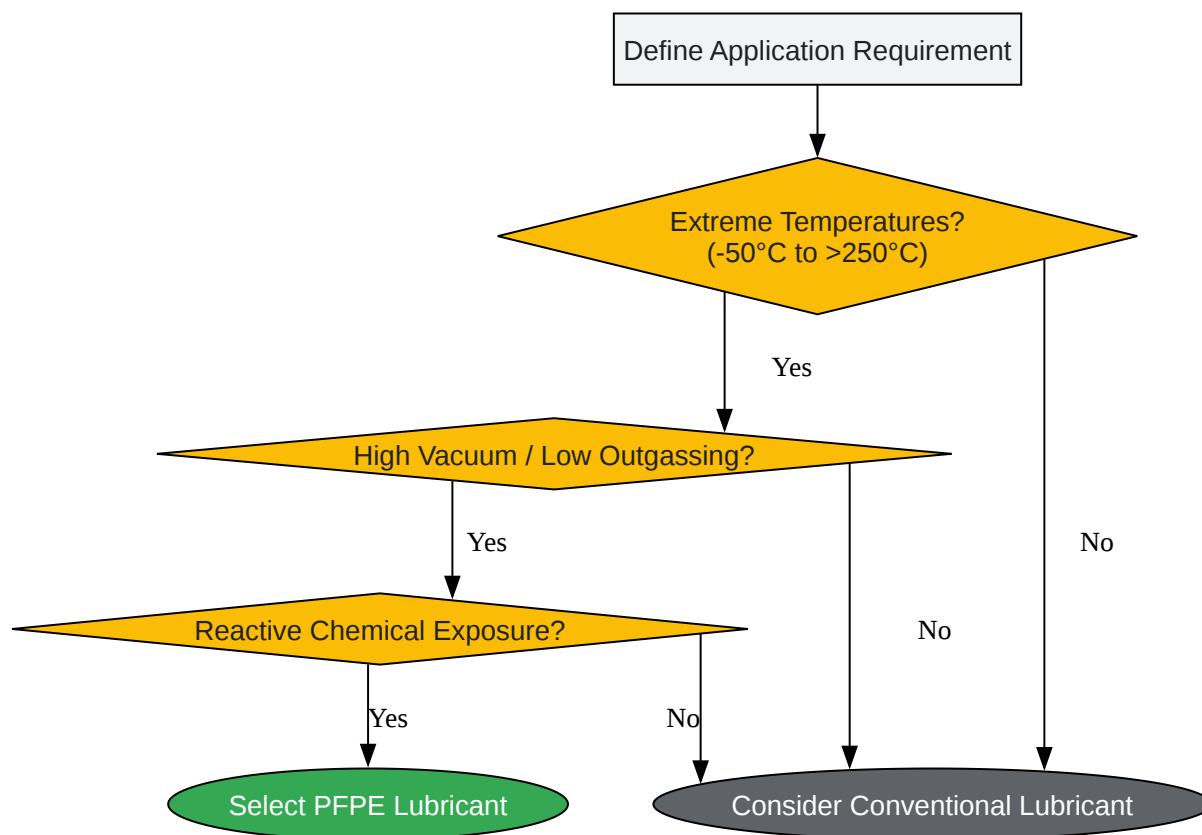 Define Application Requirement
Extreme Temperatures?
(-50°C to >250°C)
Yes
High Vacuum / Low Outgassing?
Yes
No
Reactive Chemical Exposure?
No
Yes
No
Select PFPE Lubricant
Consider Conventional Lubricant